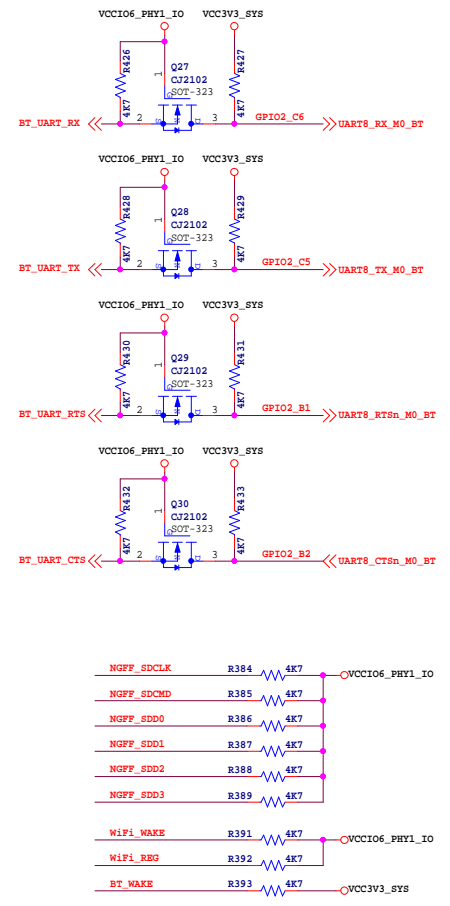 VCCIO6_PHY1_IO VCC3V3_SYS
R426 4K7 1 Q27 R427 4K7
CJ2102
SOT-323
G S N D
BT_UART_RX 2 3 GPIO2_C6 UART8_RX_M0_BT
VCCIO6_PHY1_IO VCC3V3_SYS
R428 4K7 1 Q28 R429 4K7
CJ2102
SOT-323
G S N D
BT_UART_TX 2 3 GPIO2_C5 UART8_TX_M0_BT
VCCIO6_PHY1_IO VCC3V3_SYS
R430 4K7 1 Q29 R431 4K7
CJ2102
SOT-323
G S N D
BT_UART_RTS 2 3 GPIO2_B1 UART8_RTSn_M0_BT
VCCIO6_PHY1_IO VCC3V3_SYS
R432 4K7 1 Q30 R433 4K7
CJ2102
SOT-323
G S N D
BT_UART_CTS 2 3 GPIO2_B2 UART8_CTSn_M0_BT
NGFF_SDCLK R384 4K7 VCCIO6_PHY1_IO
NGFF_SDCMD R385 4K7
NGFF_SDD0 R386 4K7
NGFF_SDD1 R387 4K7
NGFF_SDD2 R388 4K7
NGFF_SDD3 R389 4K7
WiFi_WAKE R391 4K7 VCCIO6_PHY1_IO
WiFi_REG R392 4K7
BT_WAKE R393 4K7 VCC3V3_SYS